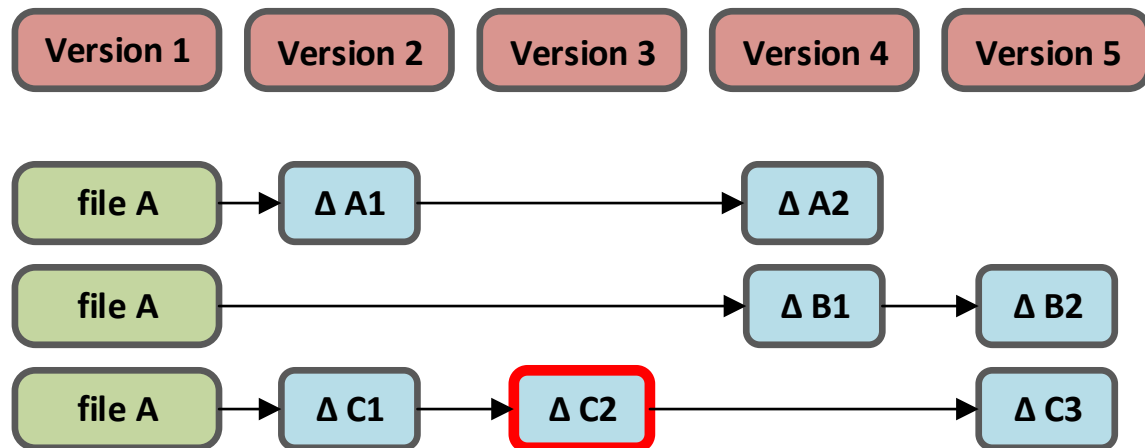 Version 1 Version 2 Version 3 Version 4 Version 5
file A Δ A1 Δ A2
file A Δ B1 Δ B2
file A Δ C1 Δ C2 Δ C3